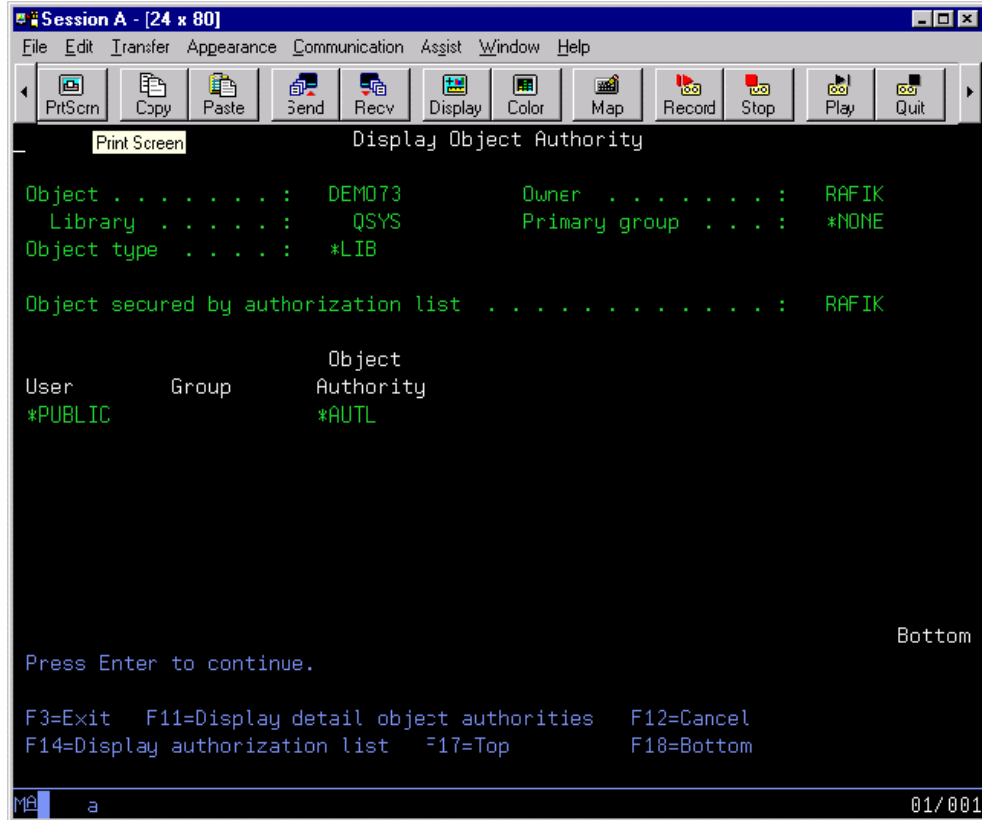 Session A - [24 x 80]
File Edit Transfer Appearance Communication Assist Window Help
PrtScrn Copy Paste Send Recv Display Color Map Record Stop Play Quit
Print Screen
Display Object Authority
Object . . . . . . . : DEMO73 Owner . . . . . . . : RAFIK
Library . . . . . : QSYS Primary group . . . : *NONE
Object type . . . . : *LIB
Object secured by authorization list . . . . . . . . . . . . . : RAFIK
Object
User Group Authority
*PUBLIC *AUTL
Bottom
Press Enter to continue.
F3=Exit F11=Display detail object authorities F12=Cancel
F14=Display authorization list F17=Top F18=Bottom
MA a 01/001